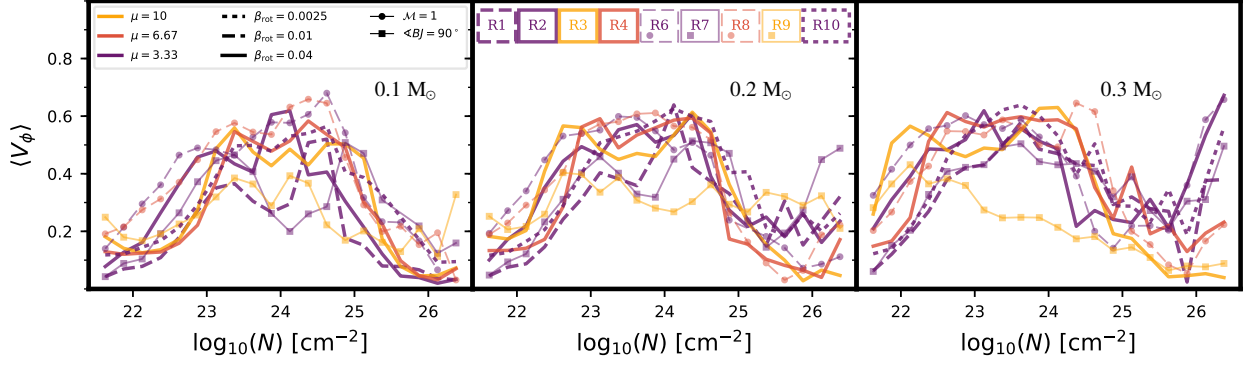 μ = 10
μ = 6.67
μ = 3.33
β_rot = 0.0025
β_rot = 0.01
β_rot = 0.04
ℳ = 1
∢BJ = 90°
R1 R2 R3 R4 R6 R7 R8 R9 R10
0.1 M⊙
0.2 M⊙
0.3 M⊙
⟨V_ϕ⟩
0.8
0.6
0.4
0.2
22 23 24 25 26
22 23 24 25 26
22 23 24 25 26
log₁₀(N) [cm⁻²]
log₁₀(N) [cm⁻²]
log₁₀(N) [cm⁻²]